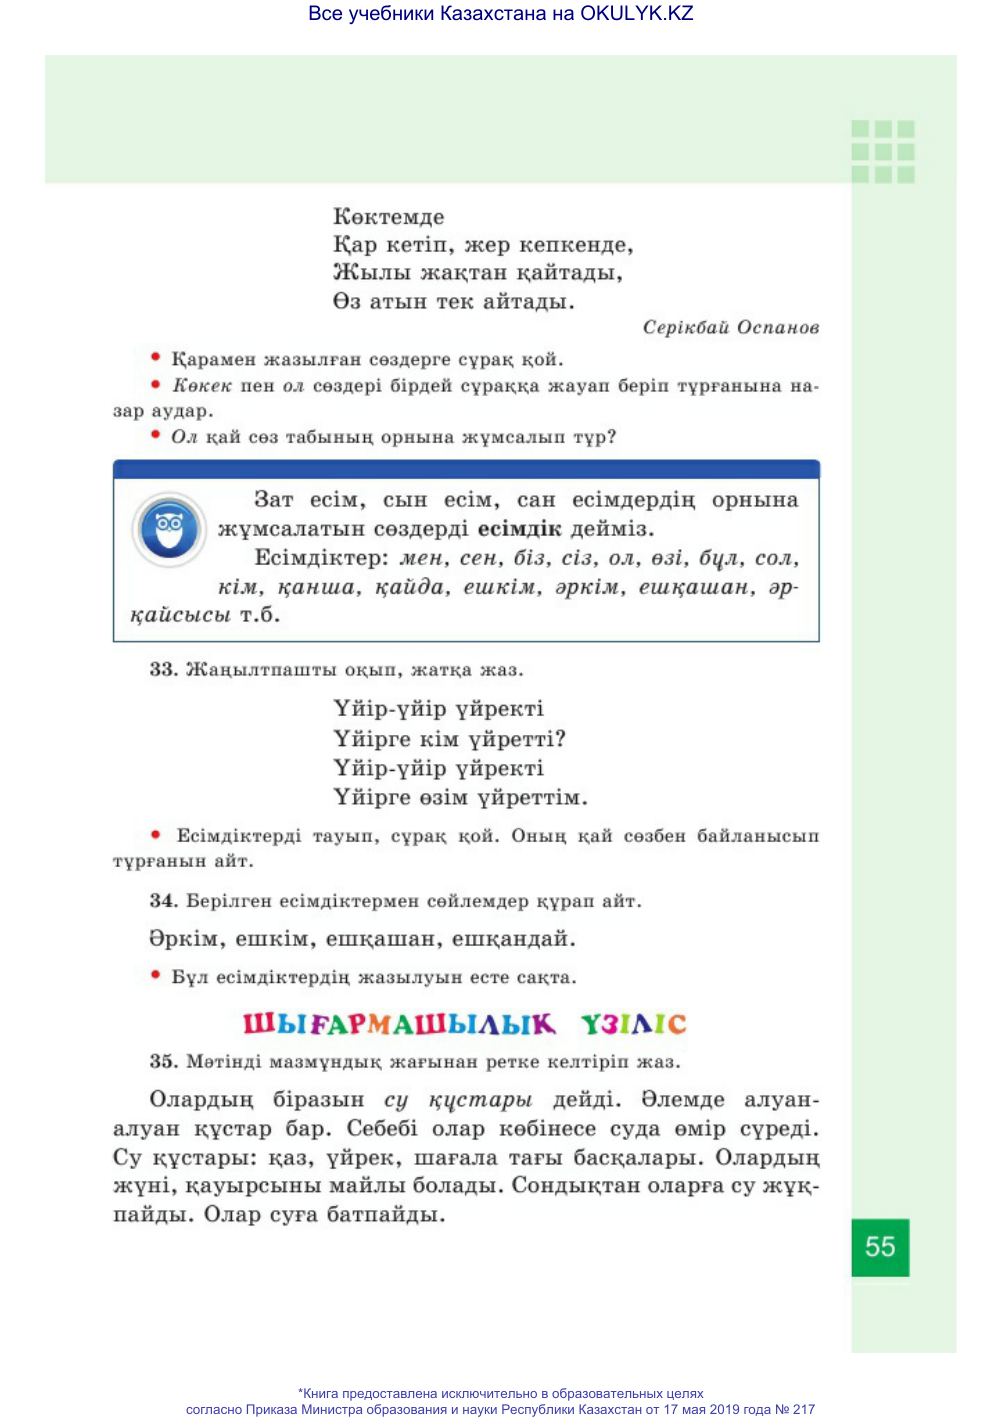 Все учебники Казахстана на OKULYK.KZ
Көктемде
Қар кетіп, жер кепкенде,
Жылы жақтан қайтады,
Өз атын тек айтады.
Серікбай Оспанов
• Қарамен жазылған сөздерге сұрақ қой.
• Көкек пен ол сөздері бірдей сұраққа жауап беріп тұрғанына на-
зар аудар.
• Ол қай сөз табының орнына жұмсалып тұр?
Зат есім, сын есім, сан есімдердің орнына
жұмсалатын сөздерді есімдік дейміз.
Есімдіктер: мен, сен, біз, сіз, ол, өзі, бұл, сол,
кім, қанша, қайда, ешкім, әркім, ешқашан, әр-
қайсысы т.б.
33. Жаңылтпашты оқып, жатқа жаз.
Үйір-үйір үйректі
Үйірге кім үйретті?
Үйір-үйір үйректі
Үйірге өзім үйреттім.
• Есімдіктерді тауып, сұрақ қой. Оның қай сөзбен байланысып
тұрғанын айт.
34. Берілген есімдіктермен сөйлемдер құрап айт.
Әркім, ешкім, ешқашан, ешқандай.
• Бұл есімдіктердің жазылуын есте сақта.
ШЫҒАРМАШЫЛЫҚ ҮЗІЛІС
35. Мәтінді мазмұндық жағынан ретке келтіріп жаз.
Олардың біразын су құстары дейді. Әлемде алуан-
алуан құстар бар. Себебі олар көбінесе суда өмір сүреді.
Су құстары: қаз, үйрек, шағала тағы басқалары. Олардың
жүні, қауырсыны майлы болады. Сондықтан оларға су жұқ-
пайды. Олар суға батпайды.
55
*Книга предоставлена исключительно в образовательных целях
согласно Приказа Министра образования и науки Республики Казахстан от 17 мая 2019 года № 217